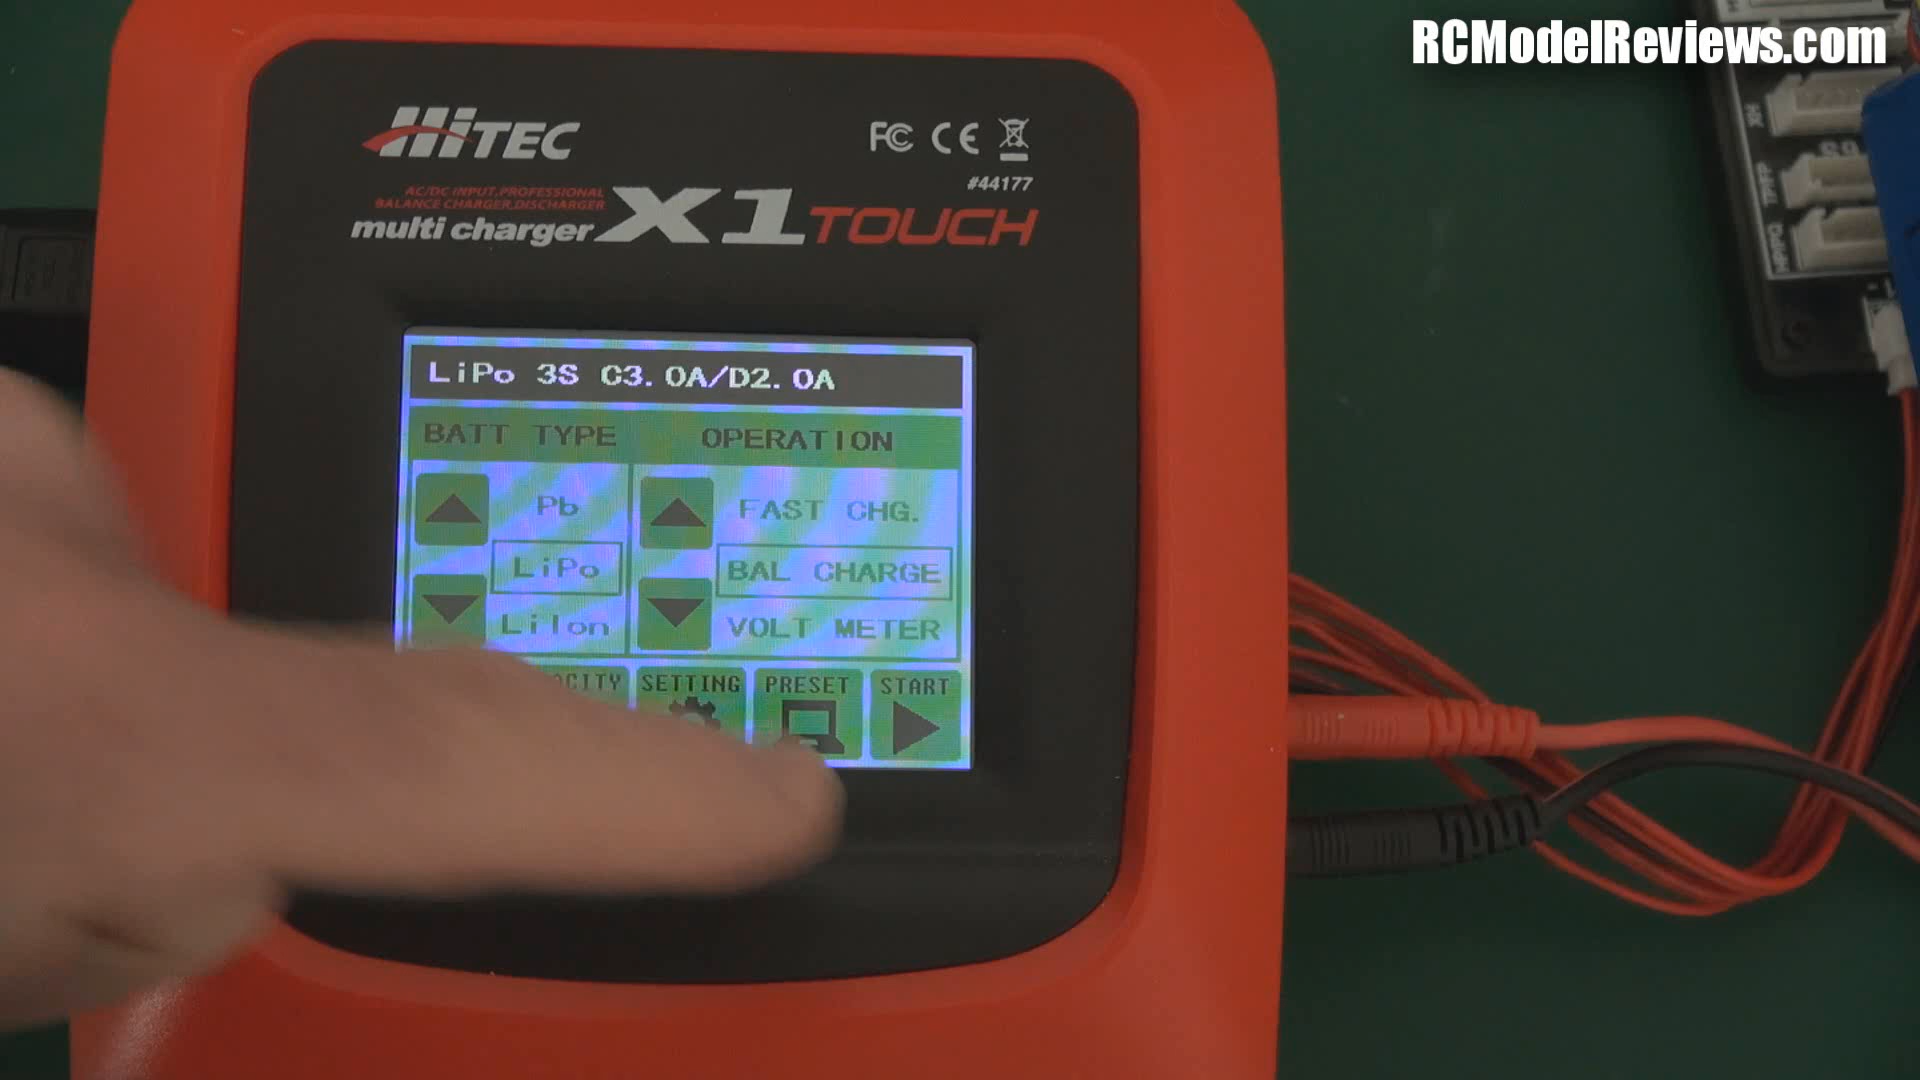 RCModelReviews.com
HiTEC
FC CE
#44177
AC/DC INPUT, PROFESSIONAL
BALANCE CHARGER, DISCHARGER
multi charger X1 TOUCH
LiPo 3S C3.0A/D2.0A
BATT TYPE OPERATION
Pb FAST CHG.
LiPo BAL CHARGE
LiIon VOLT METER
SETTING PRESET START
XH